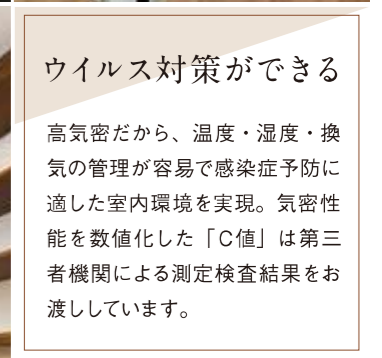 ウイルス対策ができる
高気密だから、温度・湿度・換
気の管理が容易で感染症予防に
適した室内環境を実現。気密性
能を数値化した「C値」は第三
者機関による測定検査結果をお
渡ししています。